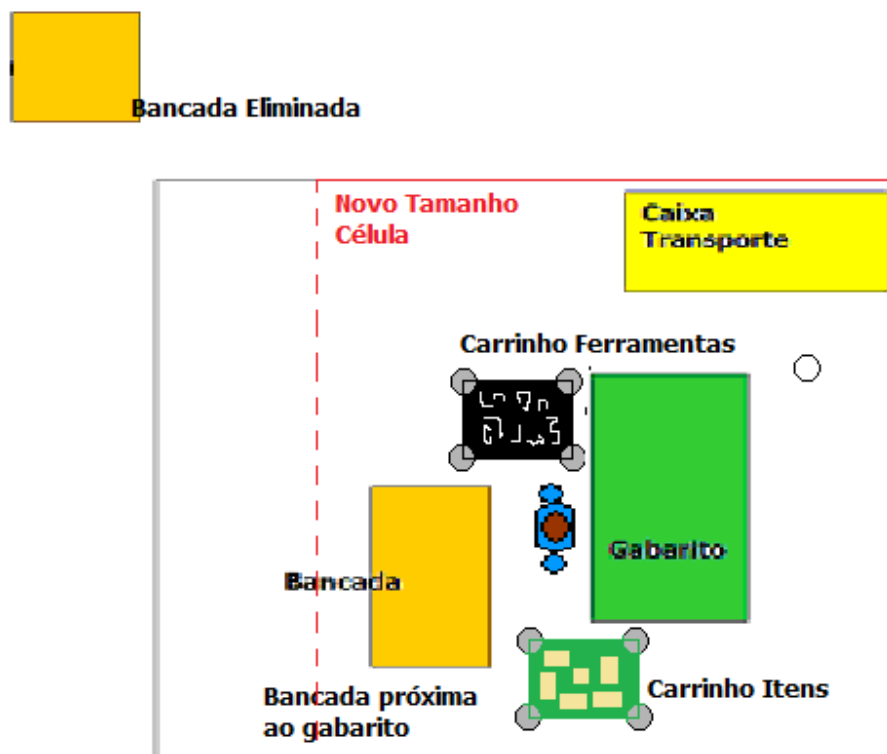 Bancada Eliminada
Novo Tamanho
Célula
Caixa
Transporte
Carrinho Ferramentas
Gabarito
Bancada
Bancada próxima
ao gabarito
Carrinho Itens